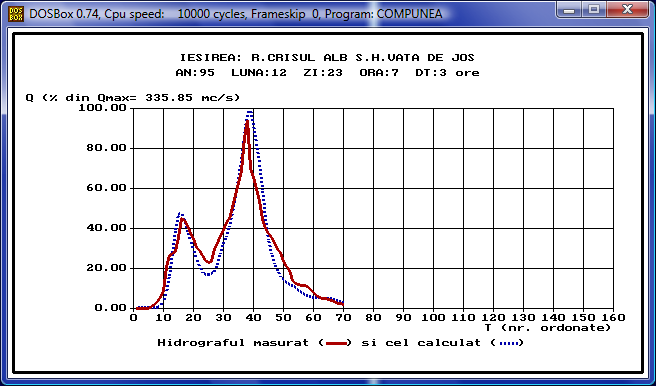 DOS BOX DOSBox 0.74, Cpu speed: 10000 cycles, Frameskip 0, Program: COMPUNEA
IESIREA: R.CRISUL ALB S.H.VATA DE JOS
AN:95 LUNA:12 ZI:23 ORA:7 DT:3 ore
Q (% din Qmax= 335.85 mc/s)
100.00
80.00
60.00
40.00
20.00
0.00
0 10 20 30 40 50 60 70 80 90 100 110 120 130 140 150 160
T (nr. ordonate)
Hidrograful masurat ( ) si cel calculat ( )